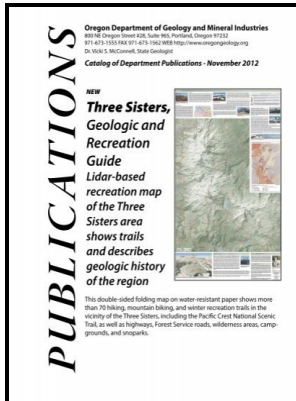 PUBLICATIONS
Oregon Department of Geology and Mineral Industries
800 NE Oregon Street #28, Suite 965, Portland, Oregon 97232
971-673-1555 FAX 971-673-1562 WEB http://www.oregongeology.org
Dr. Vicki S. McConnell, State Geologist
Catalog of Department Publications - November 2012
NEW
Three Sisters,
Geologic and
Recreation
Guide
Lidar-based
recreation map
of the Three
Sisters area
shows trails
and describes
geologic history
of the region
This double-sided folding map on water-resistant paper shows more
than 70 hiking, mountain biking, and winter recreation trails in the
vicinity of the Three Sisters, including the Pacific Crest National Scenic
Trail, as well as highways, Forest Service roads, wilderness areas, camp-
grounds, and snoparks.